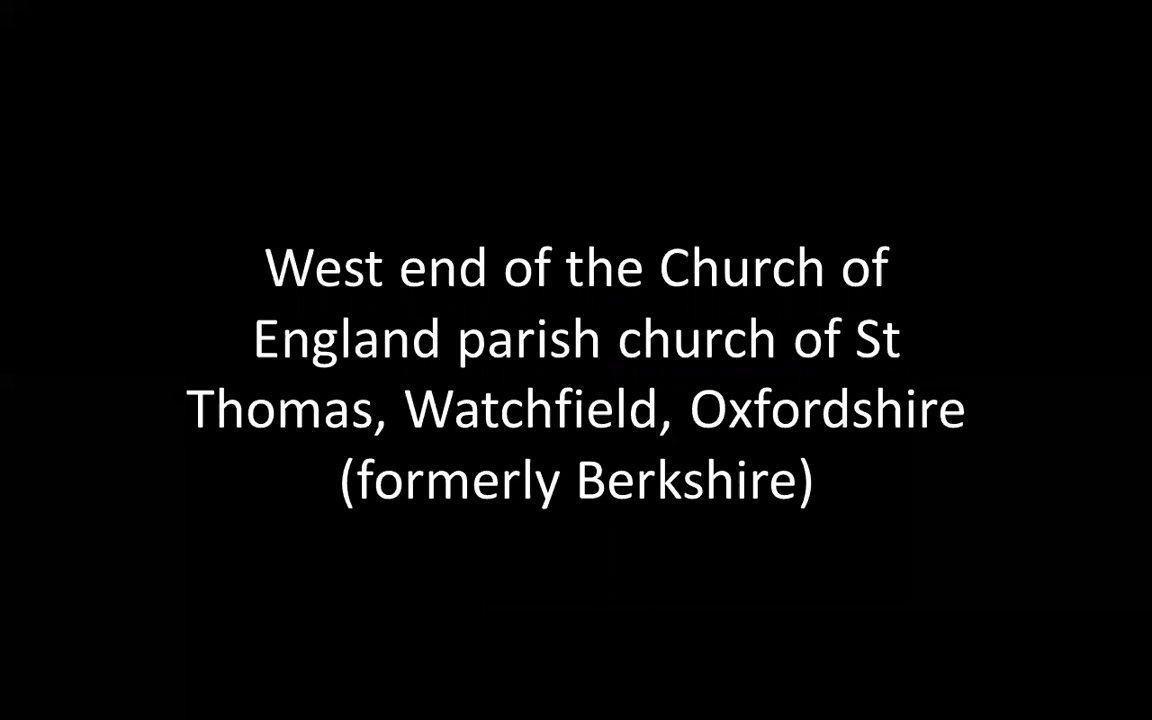 West end of the Church of
England parish church of St
Thomas, Watchfield, Oxfordshire
(formerly Berkshire)